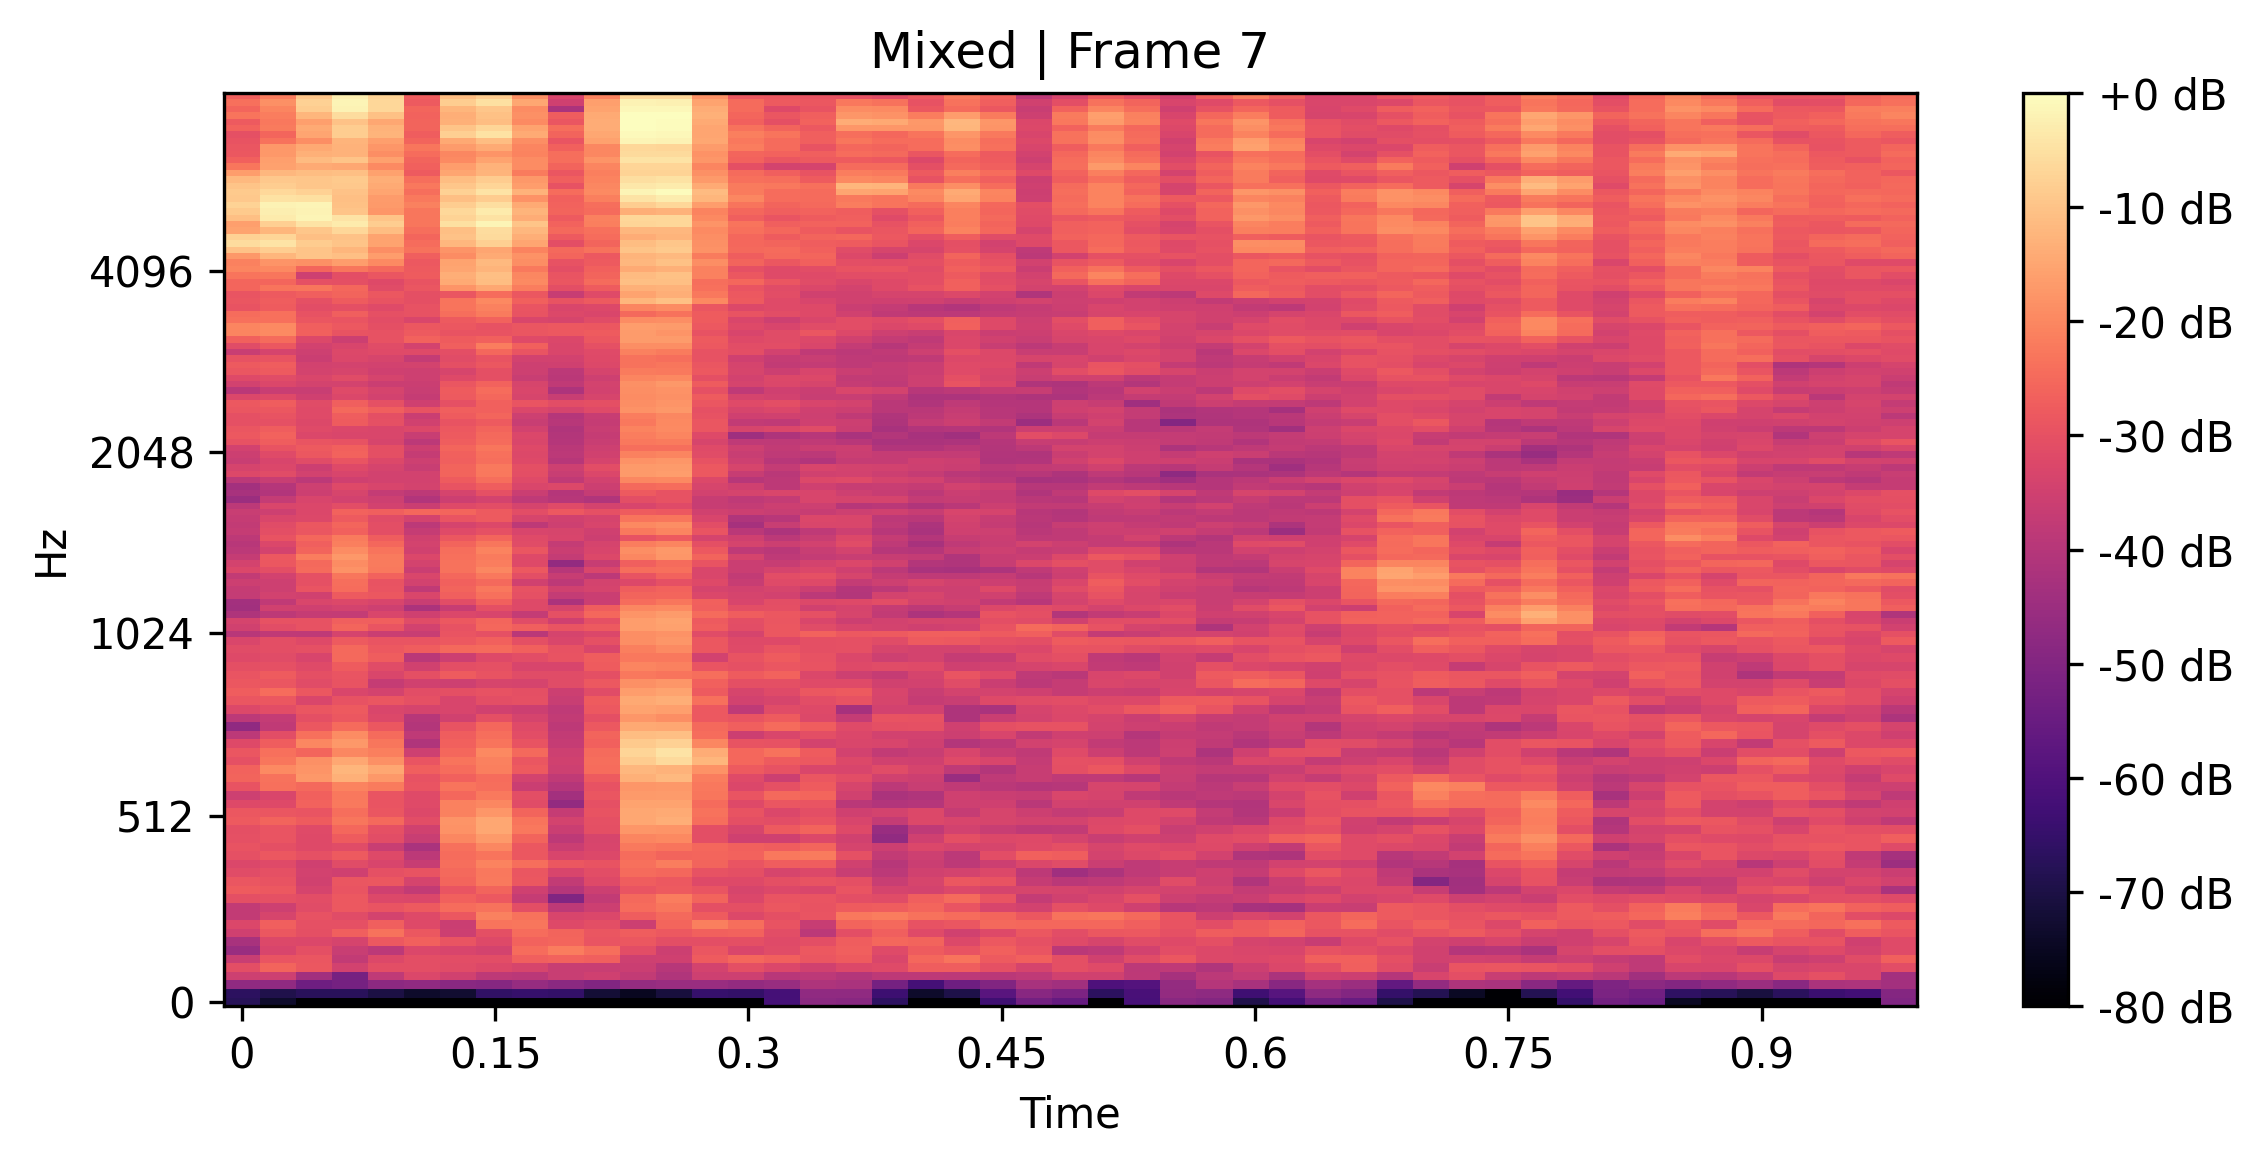 Mixed | Frame 7
Hz
4096
2048
1024
512
0
0 0.15 0.3 0.45 0.6 0.75 0.9
Time
+0 dB
-10 dB
-20 dB
-30 dB
-40 dB
-50 dB
-60 dB
-70 dB
-80 dB